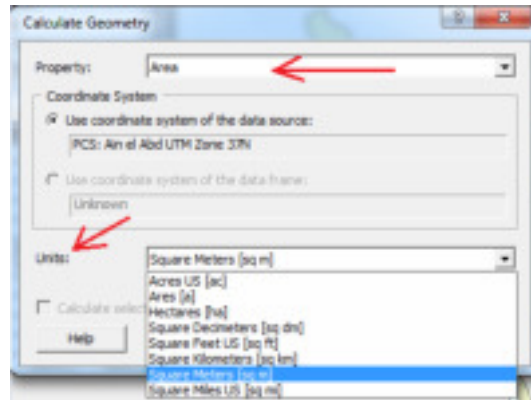 Calculate Geometry
Property: Area
Coordinate System
Use coordinate system of the data source:
PCS: Ain el Abd UTM Zone 37N
Use coordinate system of the data frame:
Unknown
Units: Square Meters [sq m]
Acres US [ac]
Ares [a]
Hectares [ha]
Calculate selec
Square Decimeters [sq dm]
Square Feet US [sq ft]
Help
Square Kilometers [sq km]
Square Meters [sq m]
Square Miles US [sq mi]